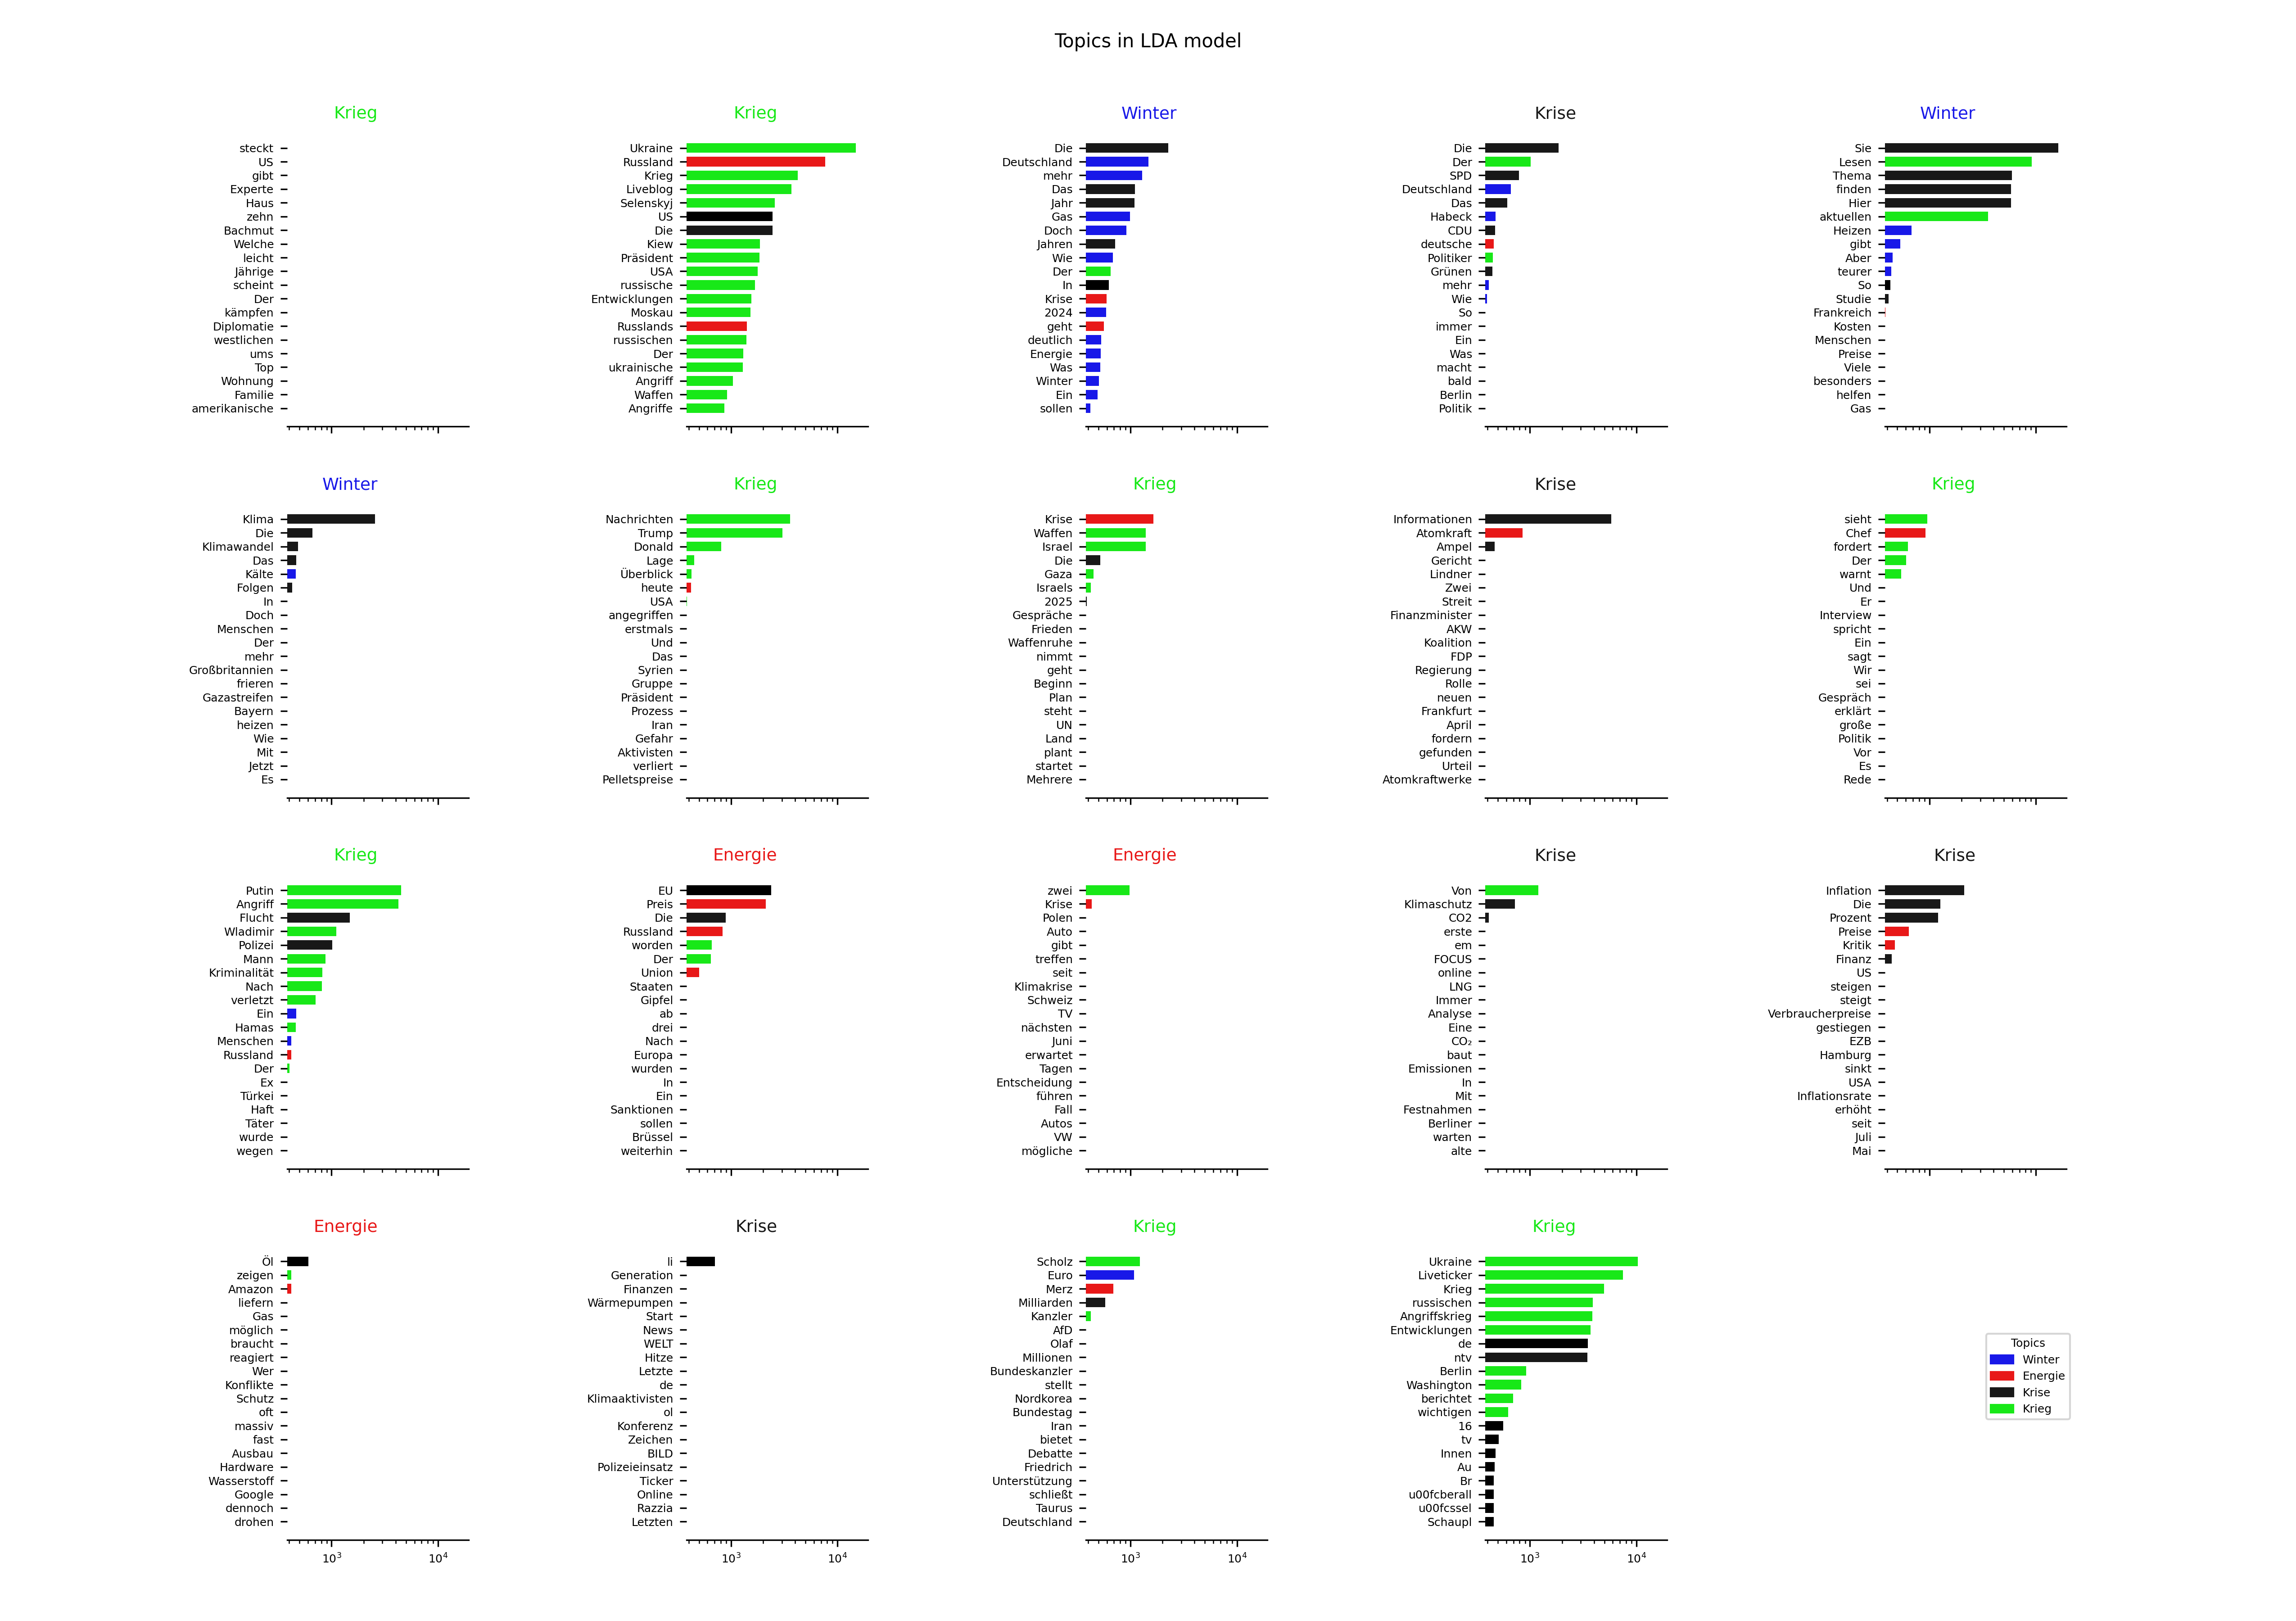 Topics in LDA model
Krieg
steckt
US
gibt
Experte
Haus
zehn
Bachmut
Welche
leicht
Jährige
scheint
Der
kämpfen
Diplomatie
westlichen
ums
Top
Wohnung
Familie
amerikanische
Krieg
Ukraine
Russland
Krieg
Liveblog
Selenskyj
US
Die
Kiew
Präsident
USA
russische
Entwicklungen
Moskau
Russlands
russischen
Der
ukrainische
Angriff
Waffen
Angriffe
Winter
Die
Deutschland
mehr
Das
Jahr
Gas
Doch
Jahren
Wie
Der
In
Krise
2024
geht
deutlich
Energie
Was
Winter
Ein
sollen
Krise
Die
Der
SPD
Deutschland
Das
Habeck
CDU
deutsche
Politiker
Grünen
mehr
Wie
So
immer
Ein
Was
macht
bald
Berlin
Politik
Winter
Sie
Lesen
Thema
finden
Hier
aktuellen
Heizen
gibt
Aber
teurer
So
Studie
Frankreich
Kosten
Menschen
Preise
Viele
besonders
helfen
Gas
Winter
Klima
Die
Klimawandel
Das
Kälte
Folgen
In
Doch
Menschen
Der
mehr
Großbritannien
frieren
Gazastreifen
Bayern
heizen
Wie
Mit
Jetzt
Es
Krieg
Nachrichten
Trump
Donald
Lage
Überblick
heute
USA
angegriffen
erstmals
Und
Das
Syrien
Gruppe
Präsident
Prozess
Iran
Gefahr
Aktivisten
verliert
Pelletspreise
Krieg
Krise
Waffen
Israel
Die
Gaza
Israels
2025
Gespräche
Frieden
Waffenruhe
nimmt
geht
Beginn
Plan
steht
UN
Land
plant
startet
Mehrere
Krise
Informationen
Atomkraft
Ampel
Gericht
Lindner
Zwei
Streit
Finanzminister
AKW
Koalition
FDP
Regierung
Rolle
neuen
Frankfurt
April
fordern
gefunden
Urteil
Atomkraftwerke
Krieg
sieht
Chef
fordert
Der
warnt
Und
Er
Interview
spricht
Ein
sagt
Wir
sei
Gespräch
erklärt
große
Politik
Vor
Es
Rede
Krieg
Putin
Angriff
Flucht
Wladimir
Polizei
Mann
Kriminalität
Nach
verletzt
Ein
Hamas
Menschen
Russland
Der
Ex
Türkei
Haft
Täter
wurde
wegen
Energie
EU
Preis
Die
Russland
worden
Der
Union
Staaten
Gipfel
ab
drei
Nach
Europa
wurden
In
Ein
Sanktionen
sollen
Brüssel
weiterhin
Energie
zwei
Krise
Polen
Auto
gibt
treffen
seit
Klimakrise
Schweiz
TV
nächsten
Juni
erwartet
Tagen
Entscheidung
führen
Fall
Autos
VW
mögliche
Krise
Von
Klimaschutz
CO2
erste
em
FOCUS
online
LNG
Immer
Analyse
Eine
CO₂
baut
Emissionen
In
Mit
Festnahmen
Berliner
warten
alte
Krise
Inflation
Die
Prozent
Preise
Kritik
Finanz
US
steigen
steigt
Verbraucherpreise
gestiegen
EZB
Hamburg
sinkt
USA
Inflationsrate
erhöht
seit
Juli
Mai
Energie
Öl
zeigen
Amazon
liefern
Gas
möglich
braucht
reagiert
Wer
Konflikte
Schutz
oft
massiv
fast
Ausbau
Hardware
Wasserstoff
Google
dennoch
drohen
10³ 10⁴
Krise
li
Generation
Finanzen
Wärmepumpen
Start
News
WELT
Hitze
Letzte
de
Klimaaktivisten
ol
Konferenz
Zeichen
BILD
Polizeieinsatz
Ticker
Online
Razzia
Letzten
10³ 10⁴
Krieg
Scholz
Euro
Merz
Milliarden
Kanzler
AfD
Olaf
Millionen
Bundeskanzler
stellt
Nordkorea
Bundestag
Iran
bietet
Debatte
Friedrich
Unterstützung
schließt
Taurus
Deutschland
10³ 10⁴
Krieg
Ukraine
Liveticker
Krieg
russischen
Angriffskrieg
Entwicklungen
de
ntv
Berlin
Washington
berichtet
wichtigen
16
tv
Innen
Au
Br
u00fcberall
u00fcssel
Schaupl
10³ 10⁴
Topics
Winter
Energie
Krise
Krieg